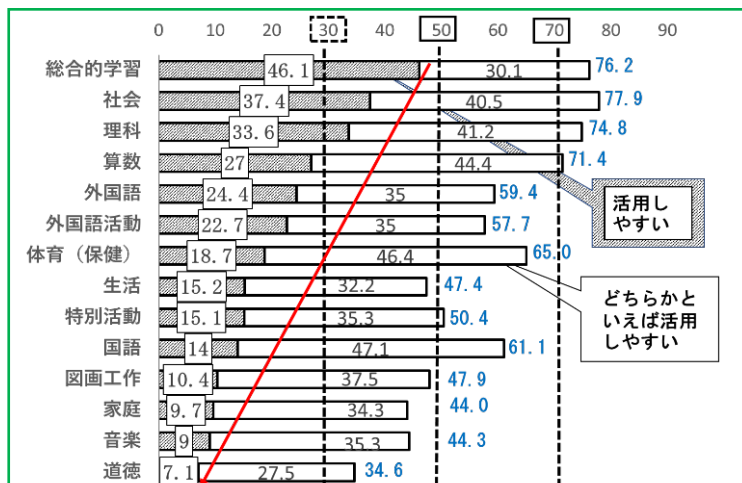 0 10 20 30 40 50 60 70 80 90
総合的学習 46.1 30.1 76.2
社会 37.4 40.5 77.9
理科 33.6 41.2 74.8
算数 27 44.4 71.4
外国語 24.4 35 59.4
外国語活動 22.7 35 57.7
体育（保健） 18.7 46.4 65.0
生活 15.2 32.2 47.4
特別活動 15.1 35.3 50.4
国語 14 47.1 61.1
図画工作 10.4 37.5 47.9
家庭 9.7 34.3 44.0
音楽 9 35.3 44.3
道徳 7.1 27.5 34.6
活用し
やすい
どちらかと
いえば活用
しやすい